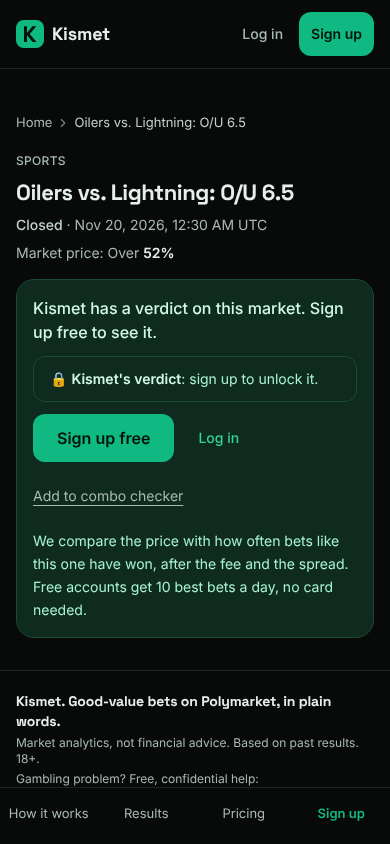 K Kismet Log in Sign up
Home > Oilers vs. Lightning: O/U 6.5
SPORTS
Oilers vs. Lightning: O/U 6.5
Closed · Nov 20, 2026, 12:30 AM UTC
Market price: Over 52%
Kismet has a verdict on this market. Sign
up free to see it.
🔒 Kismet's verdict: sign up to unlock it.
Sign up free Log in
Add to combo checker
We compare the price with how often bets like
this one have won, after the fee and the spread.
Free accounts get 10 best bets a day, no card
needed.
Kismet. Good-value bets on Polymarket, in plain
words.
Market analytics, not financial advice. Based on past results.
18+.
Gambling problem? Free, confidential help:
How it works Results Pricing Sign up